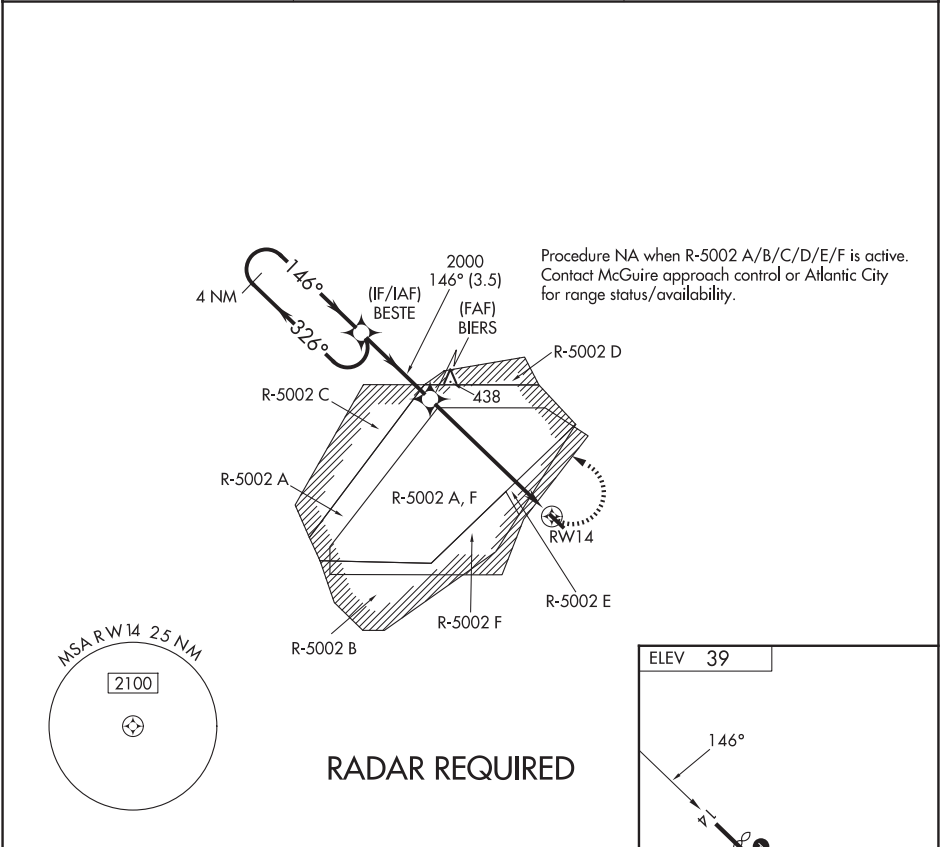 Procedure NA when R-5002 A/B/C/D/E/F is active.
Contact McGuire approach control or Atlantic City
for range status/availability.
2000
146° (3.5)
146°
4 NM
326°
(IF/IAF)
BESTE
(FAF)
BIERS
R-5002 D
438
R-5002 C
R-5002 A
R-5002 A, F
RW14
R-5002 E
R-5002 F
R-5002 B
MSA RW14 25 NM
2100
RADAR REQUIRED
ELEV 39
146°
14